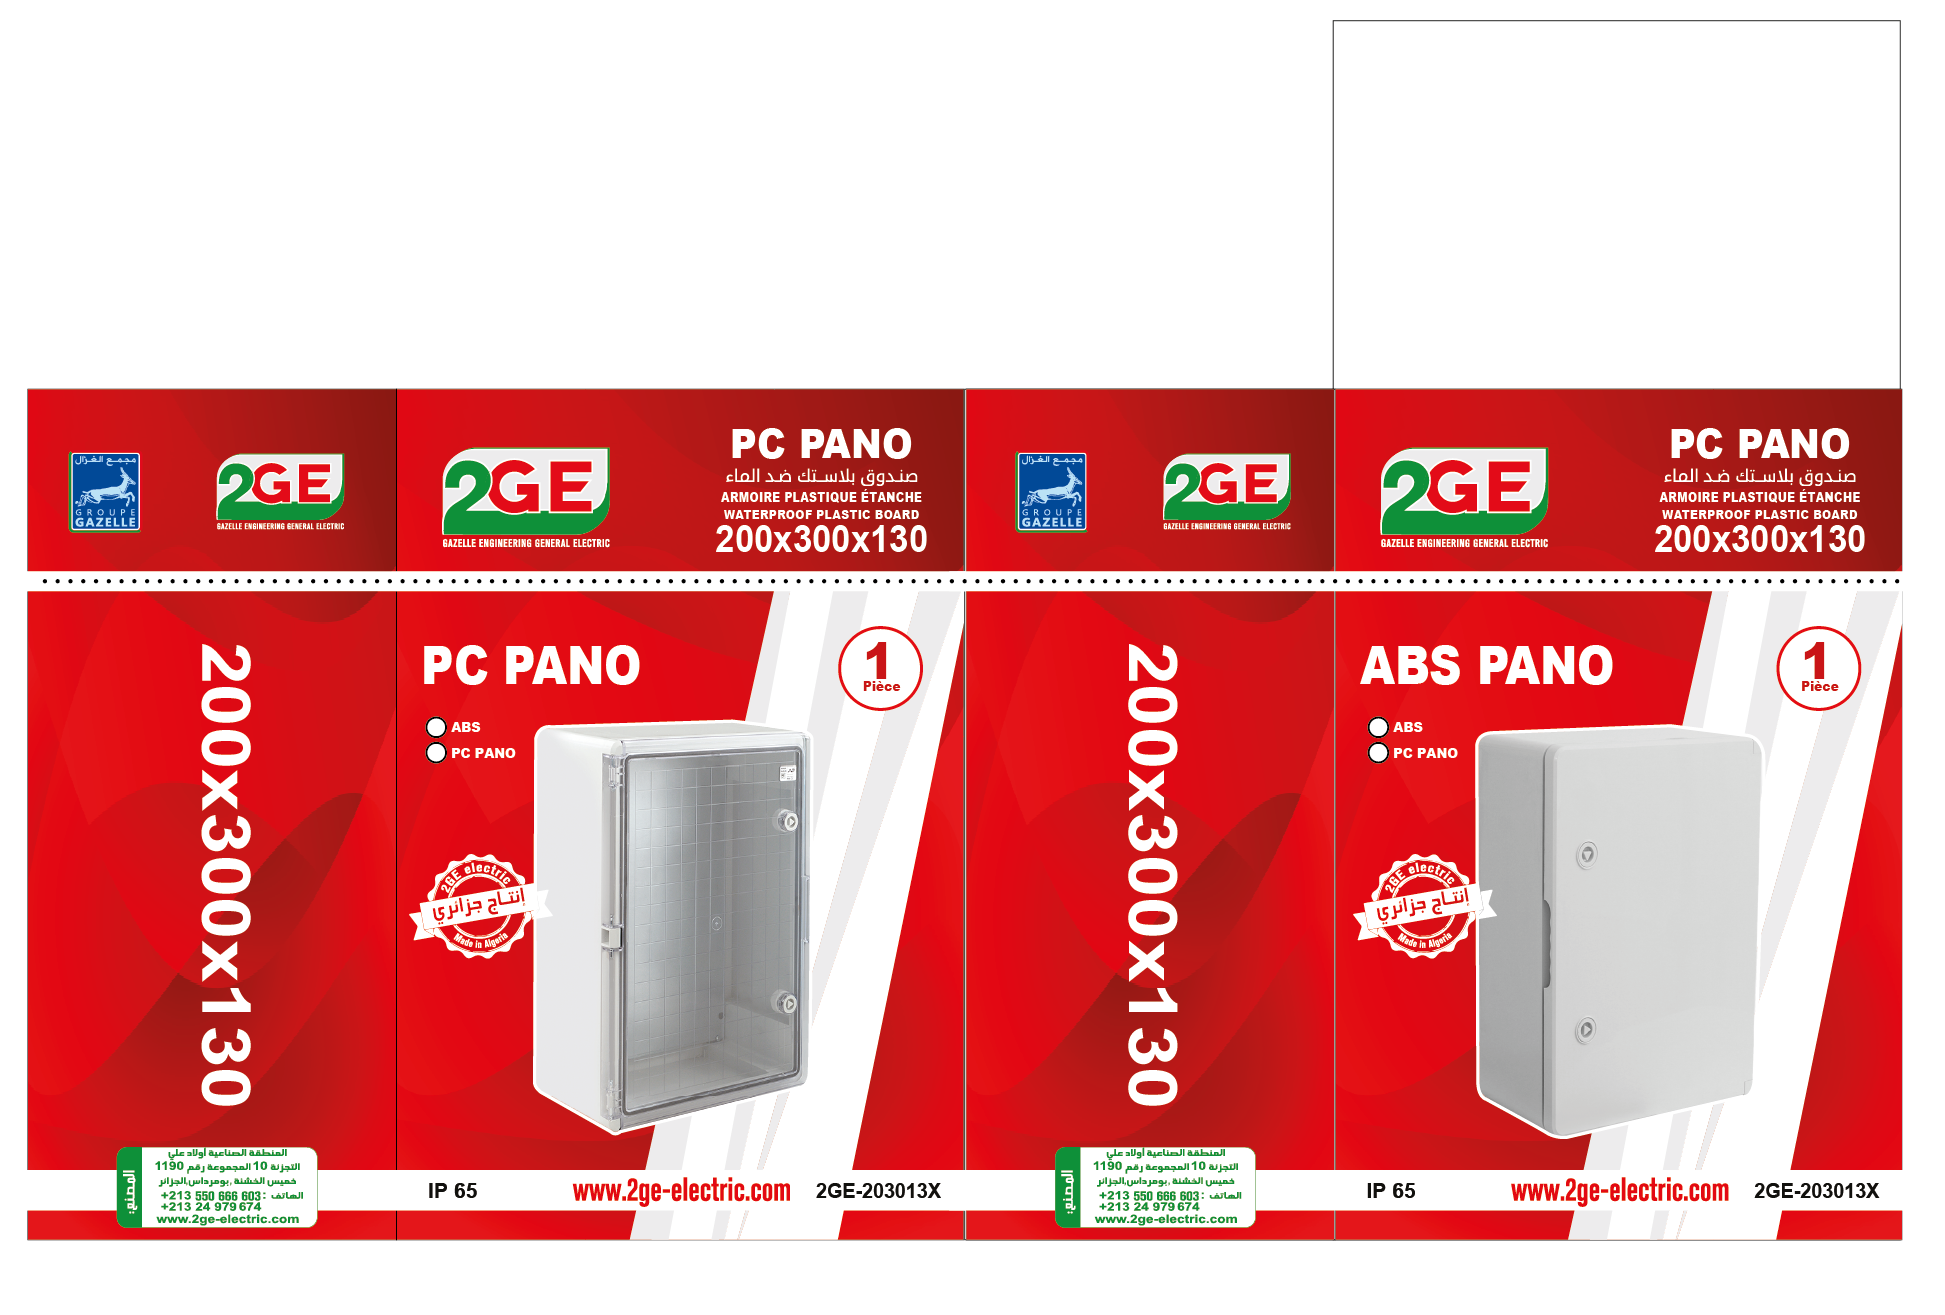 مجمع الغزال
GROUPE
GAZELLE
2GE
GAZELLE ENGINEERING GENERAL ELECTRIC
2GE
GAZELLE ENGINEERING GENERAL ELECTRIC
PC PANO
صندوق بلاستك ضد الماء
ARMOIRE PLASTIQUE ÉTANCHE
WATERPROOF PLASTIC BOARD
200x300x130
مجمع الغزال
GROUPE
GAZELLE
2GE
GAZELLE ENGINEERING GENERAL ELECTRIC
2GE
GAZELLE ENGINEERING GENERAL ELECTRIC
PC PANO
صندوق بلاستك ضد الماء
ARMOIRE PLASTIQUE ÉTANCHE
WATERPROOF PLASTIC BOARD
200x300x130
200x300x130
المصنع:
المنطقة الصناعية أولاد علي
التجزئة 10 المجموعة رقم 1190
خميس الخشنة ,بومرداس,الجزائر
الهاتف : +213 550 666 603
+213 24 979 674
www.2ge-electric.com
PC PANO
1
Pièce
ABS
PC PANO
2GE electric
إنتاج جزائري
Made in Algeria
IP 65
www.2ge-electric.com
2GE-203013X
200x300x130
المصنع:
المنطقة الصناعية أولاد علي
التجزئة 10 المجموعة رقم 1190
خميس الخشنة ,بومرداس,الجزائر
الهاتف : +213 550 666 603
+213 24 979 674
www.2ge-electric.com
ABS PANO
1
Pièce
ABS
PC PANO
2GE electric
إنتاج جزائري
Made in Algeria
IP 65
www.2ge-electric.com
2GE-203013X